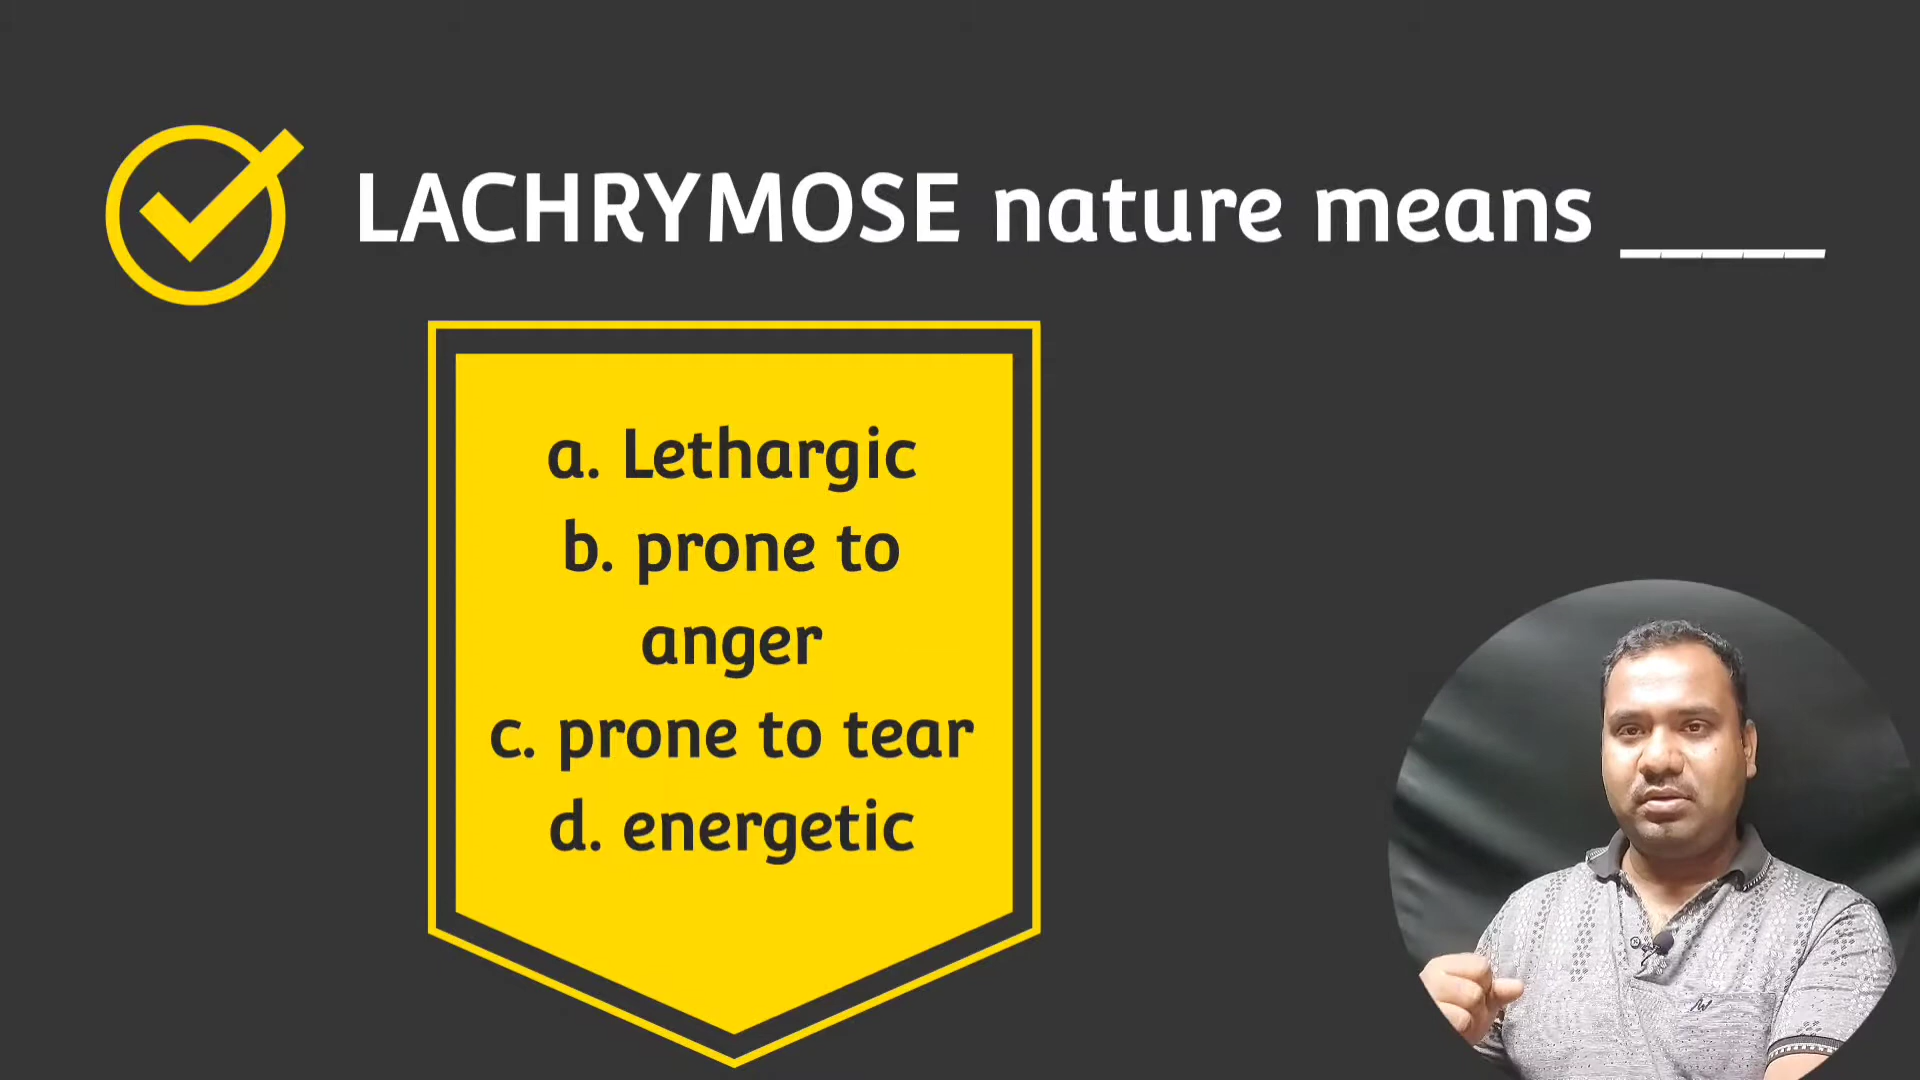 LACHRYMOSE nature means _____
a. Lethargic
b. prone to
anger
c. prone to tear
d. energetic